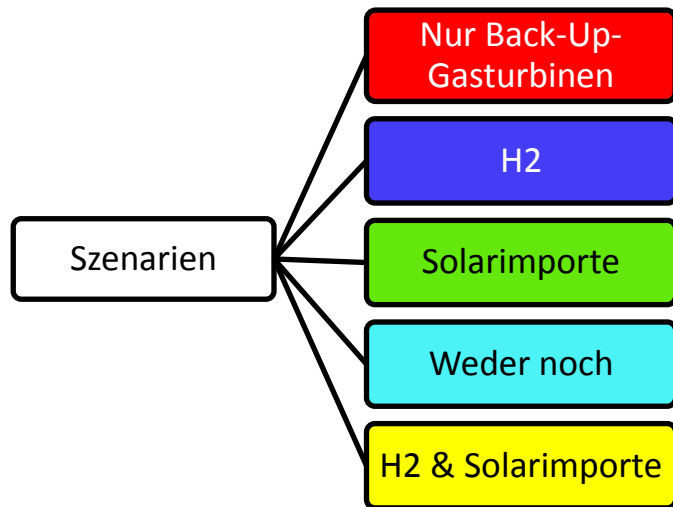 Nur Back-Up-
Gasturbinen
H2
Szenarien
Solarimporte
Weder noch
H2 & Solarimporte